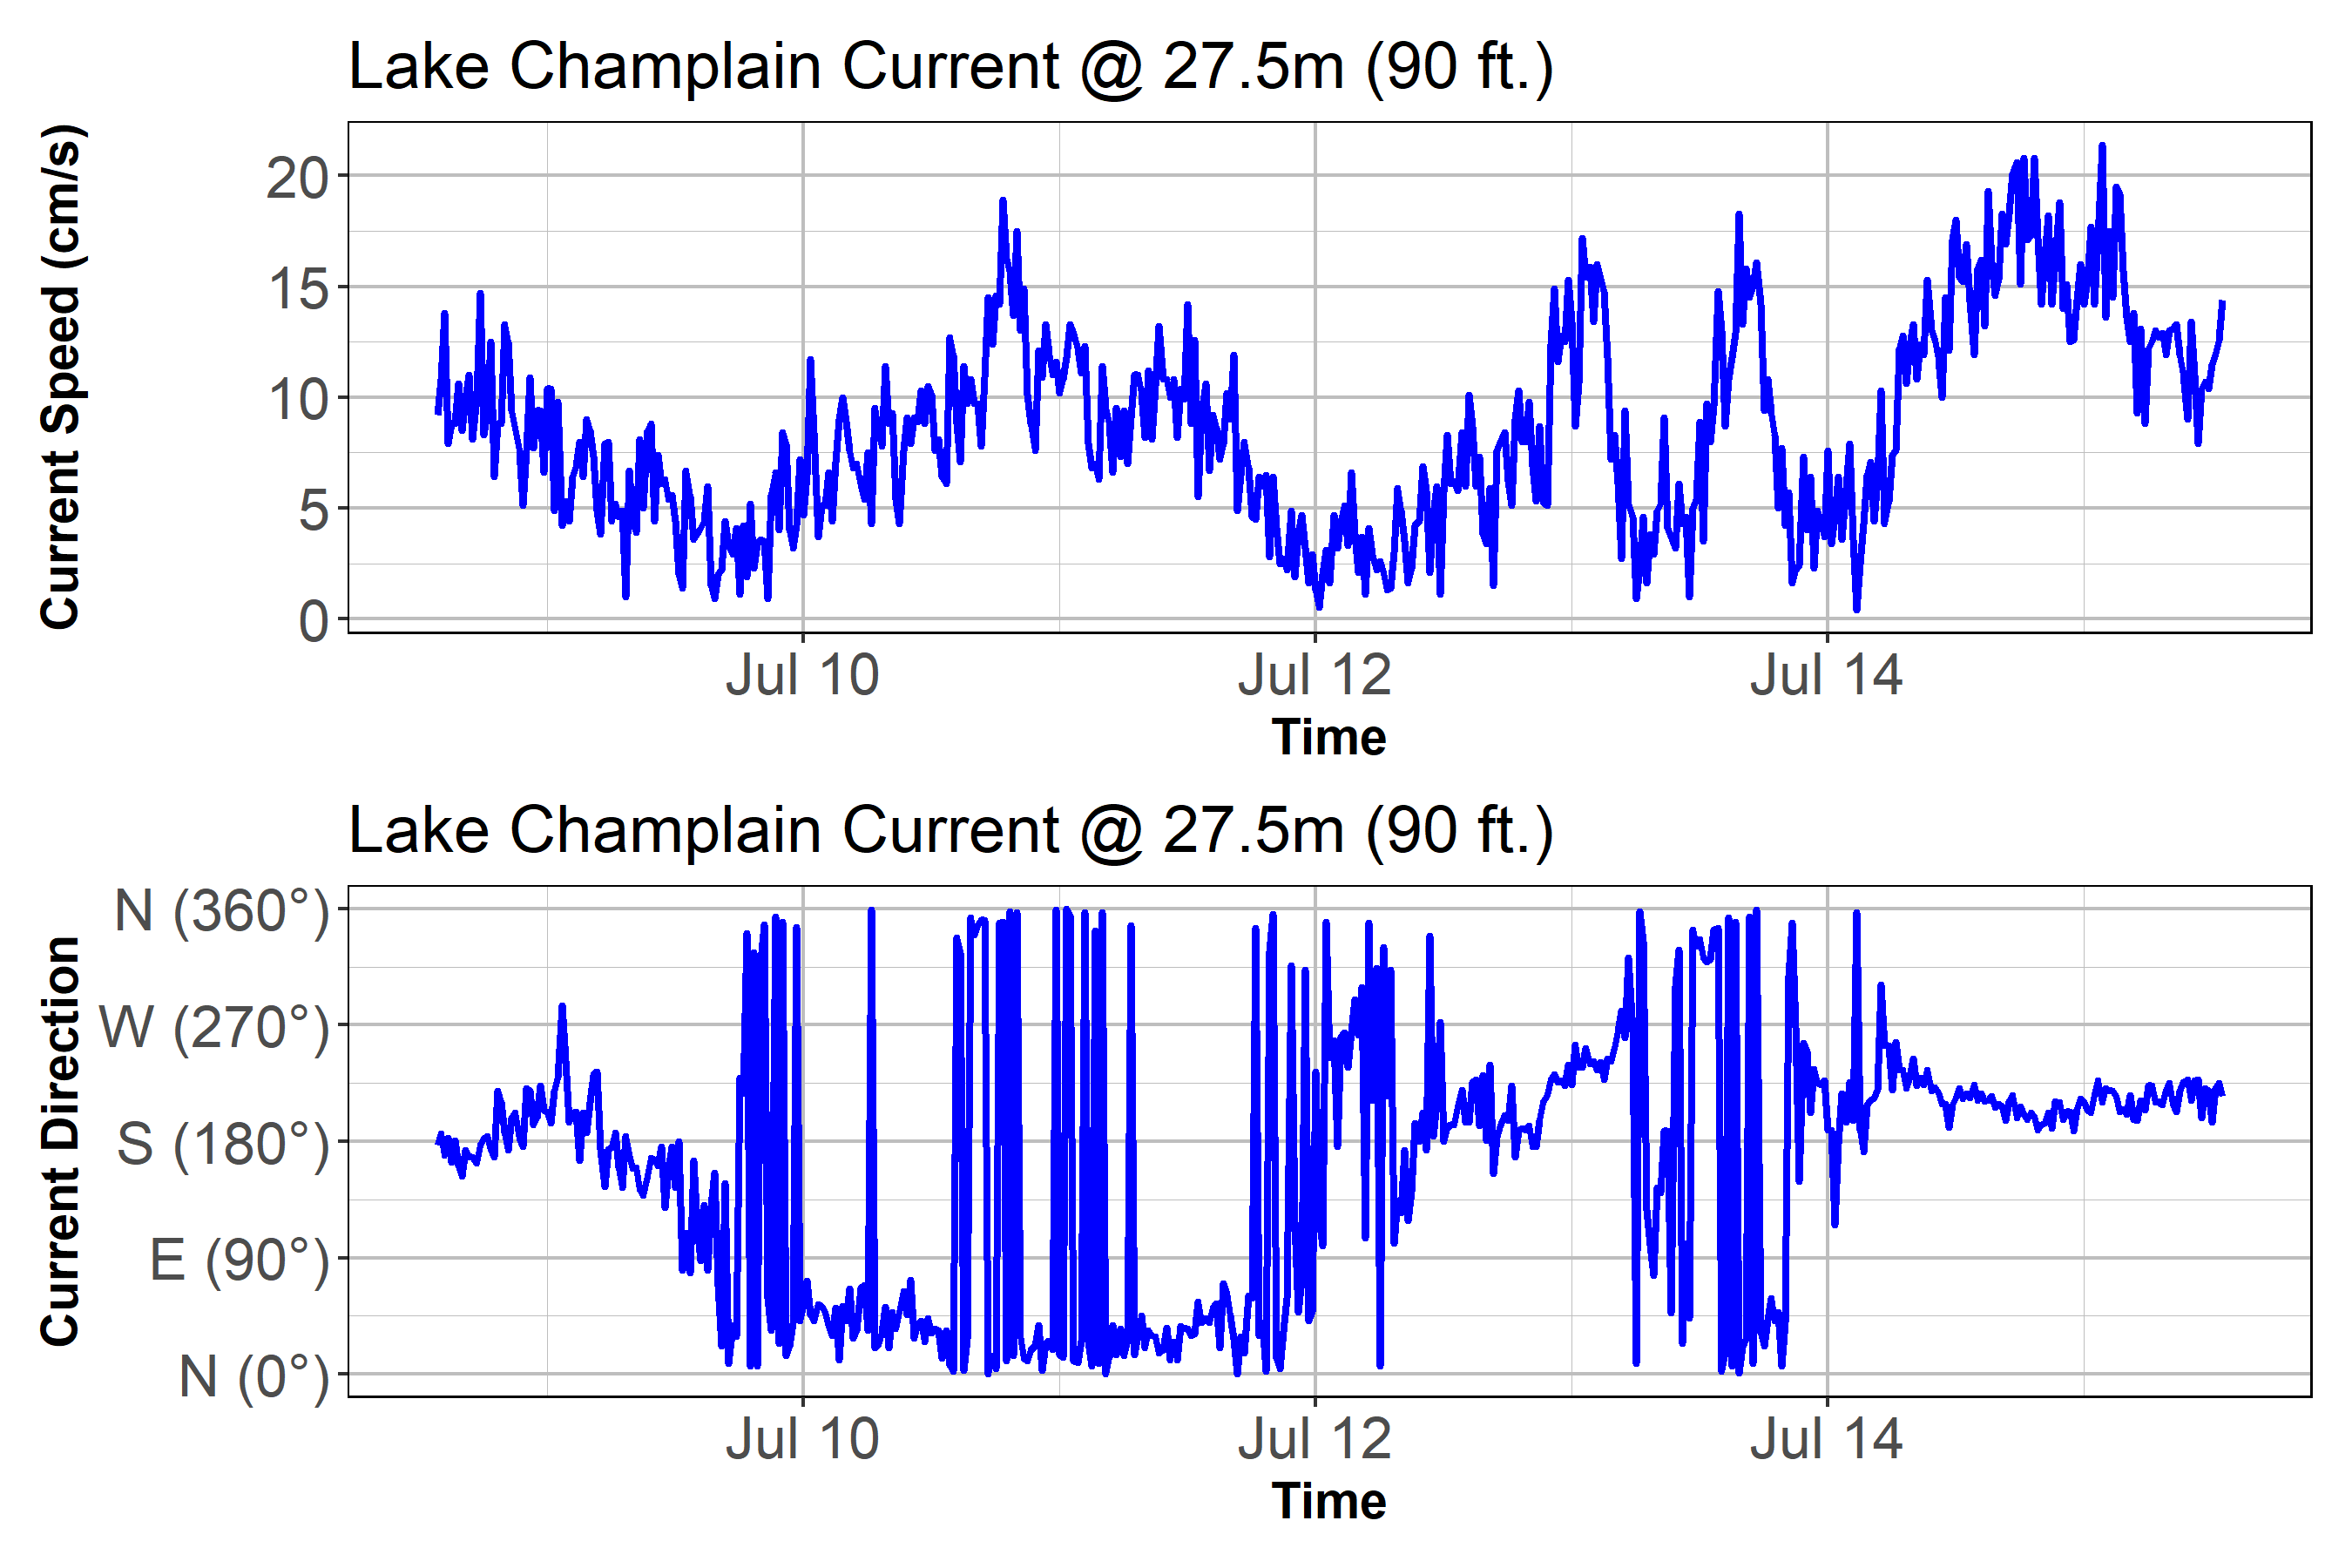 Lake Champlain Current @ 27.5m (90 ft.)
Current Speed (cm/s)
20
15
10
5
0
Jul 10 Jul 12 Jul 14
Time
Lake Champlain Current @ 27.5m (90 ft.)
Current Direction
N (360°)
W (270°)
S (180°)
E (90°)
N (0°)
Jul 10 Jul 12 Jul 14
Time